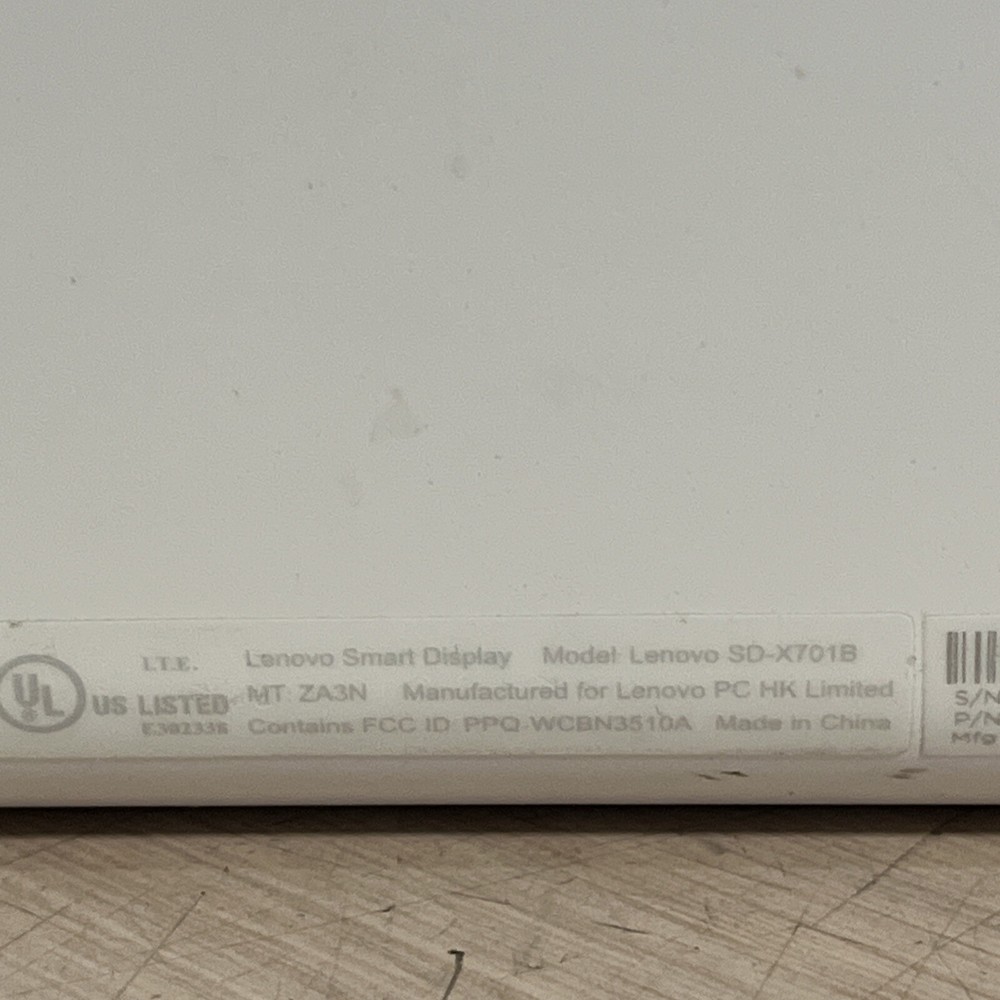 I.T.E. Lenovo Smart Display Model: Lenovo SD-X701B
UL US LISTED MT: ZA3N Manufactured for Lenovo PC HK Limited
Contains FCC ID: PPQ-WCBN3510A Made in China
S/N
P/N
Mfg